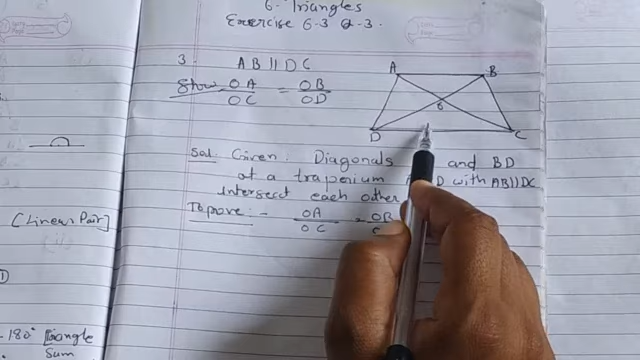 6- Triangles
Exercise 6-3 Q-3.
3 AB||DC
Show OA/OC = OB/OD
A B
O
D C
Sol. Given. Diagonals and BD
of a trapezium D with AB||DC
intersect each other
To prove:- OA/OC = OB
[Linear Pair]
-180° [Triangle
Sum